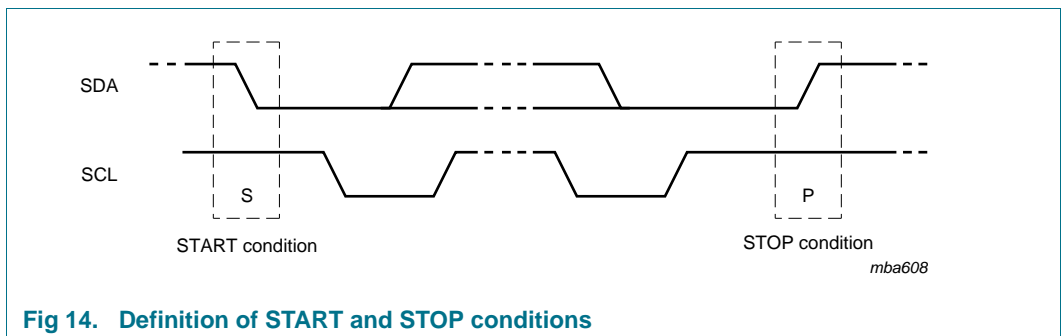 SDA
SCL
S
P
START condition
STOP condition
mba608
Fig 14. Definition of START and STOP conditions